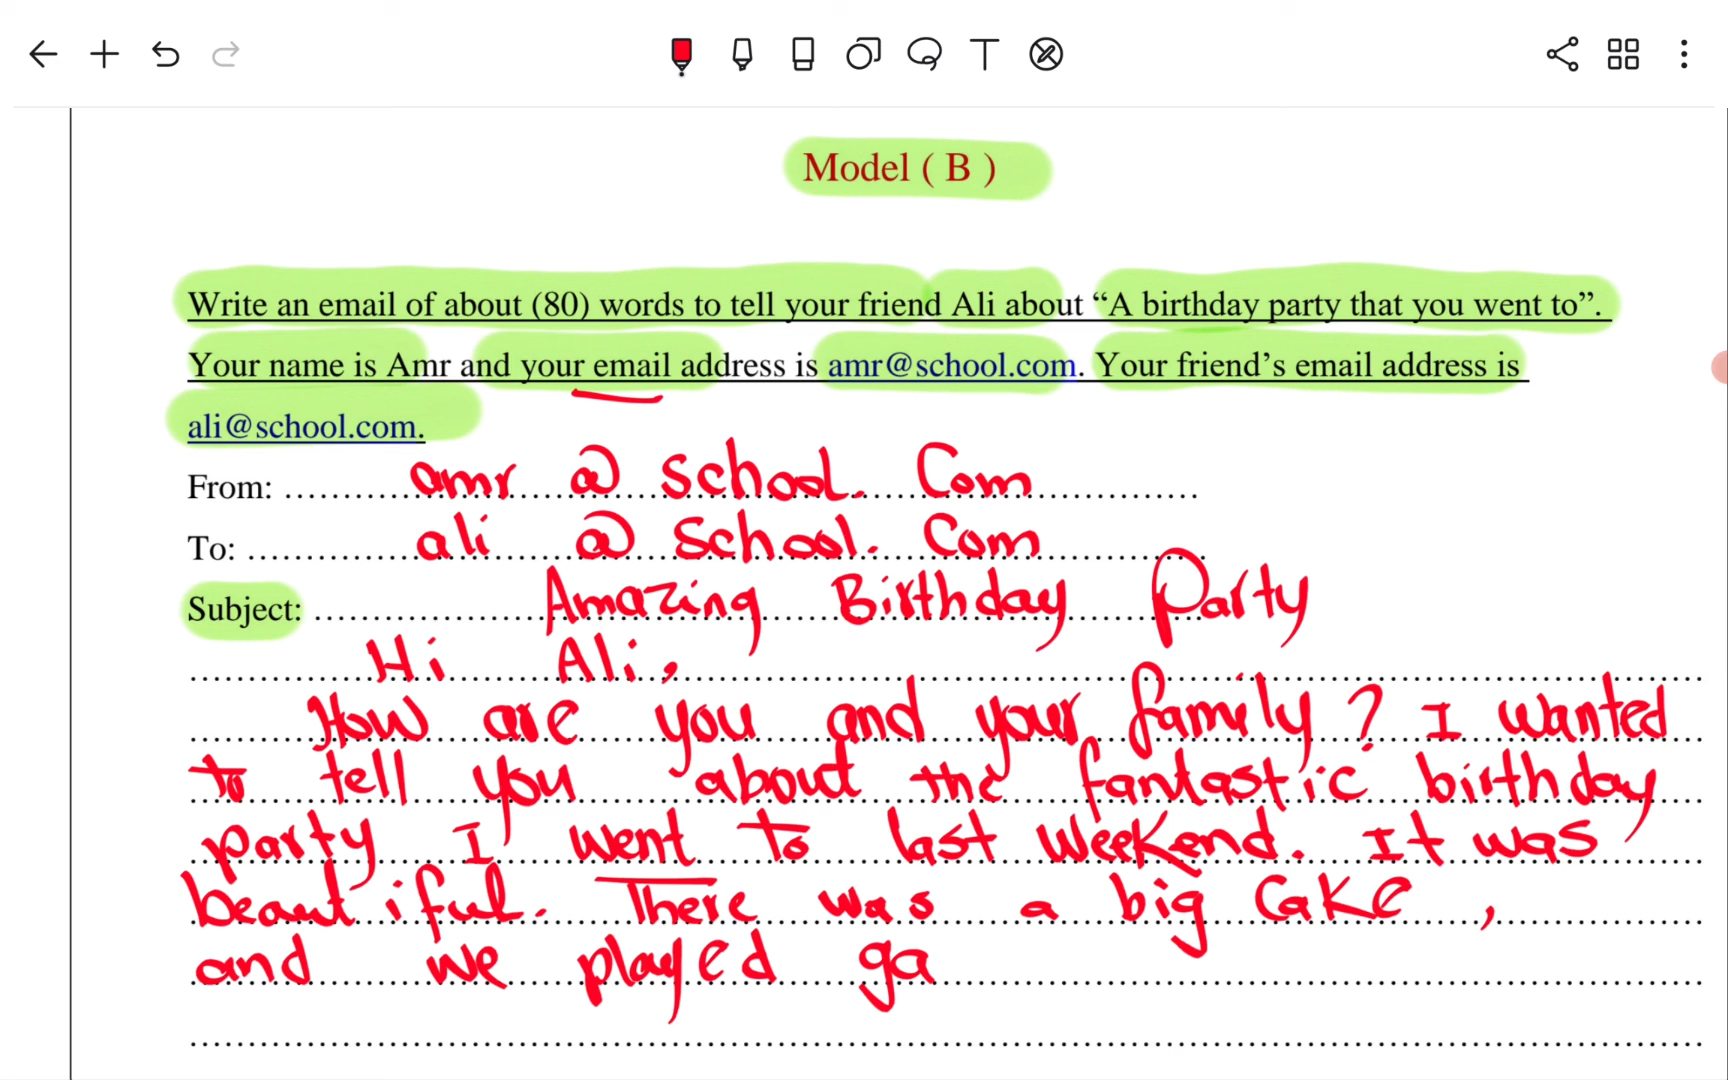 Model ( B )
Write an email of about (80) words to tell your friend Ali about “A birthday party that you went to”.
Your name is Amr and your email address is amr@school.com. Your friend’s email address is
ali@school.com.
From: amr @ school. Com
To: ali @ school. Com
Subject: Amazing Birthday Party
Hi Ali,
How are you and your family? I wanted
to tell you about the fantastic birthday
party I went to last weekend. It was
beautiful. There was a big cake,
and we played ga